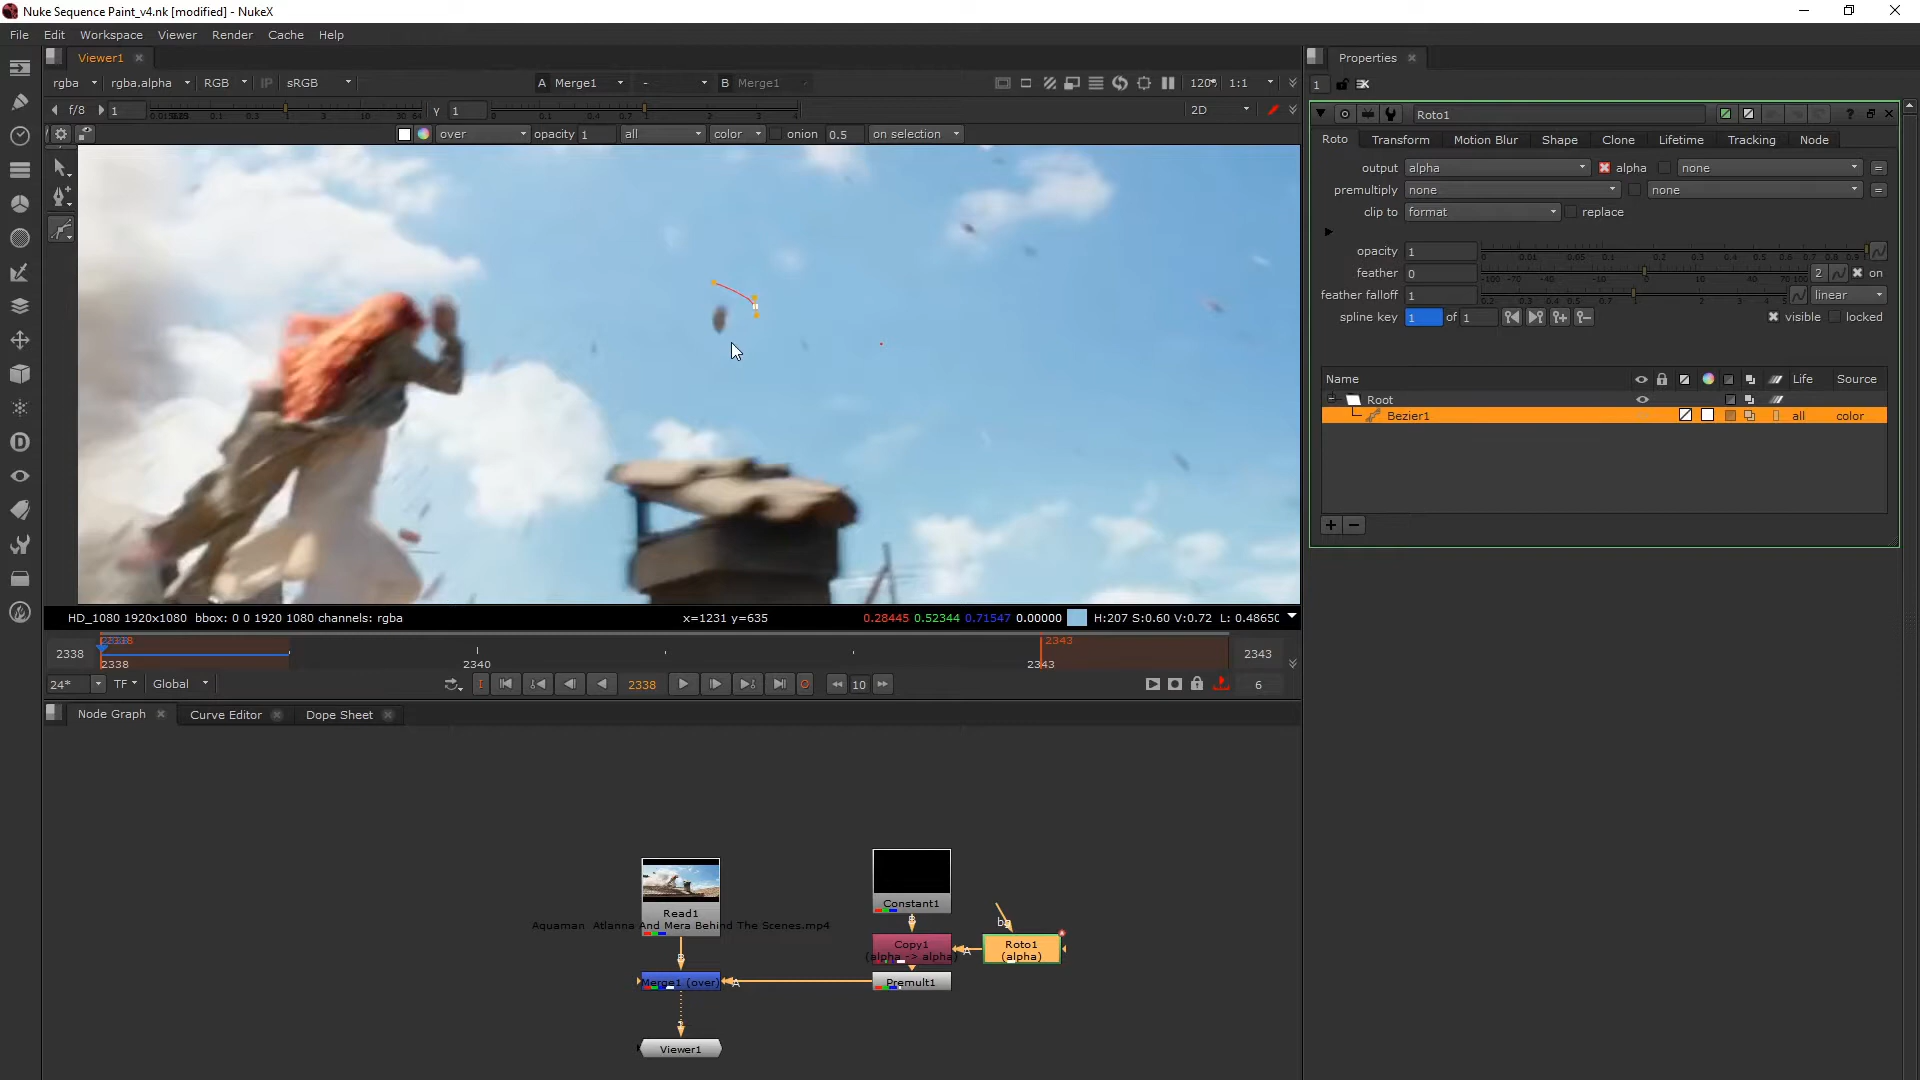 Nuke Sequence Paint_v4.nk [modified] - NukeX
File Edit Workspace Viewer Render Cache Help
Viewer1
rgba rgba.alpha RGB IP sRGB A Merge1 - B Merge1 120* 1:1
f/8 1 Y 1 2D
over opacity 1 all color onion 0.5 on selection
HD_1080 1920x1080 bbox: 0 0 1920 1080 channels: rgba x=1231 y=635 0.28445 0.52344 0.71547 0.00000 H:207 S:0.60 V:0.72 L: 0.48650
2338 2338 2340 2343 2343 2343
24* TF Global I 2338 O 10 6
Node Graph Curve Editor Dope Sheet
Read1
Aquaman Atlanna And Mera Behind The Scenes.mp4
Constant1
bg
B
Copy1
(alpha -> alpha)
A
Roto1
(alpha)
B
Merge1 (over)
A
Premult1
Viewer1
Properties
1
Roto1
Roto Transform Motion Blur Shape Clone Lifetime Tracking Node
output alpha alpha none =
premultiply none none =
clip to format replace
opacity 1
feather 0 2 on
feather falloff 1 linear
spline key 1 of 1 visible locked
Name Life Source
Root
Bezier1 all color